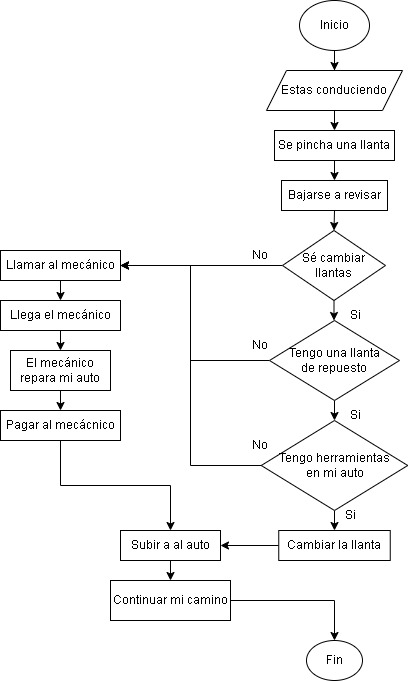 Inicio
Estas conduciendo
Se pincha una llanta
Bajarse a revisar
Sé cambiar
llantas
No
Si
Llamar al mecánico
Llega el mecánico
El mecánico
repara mi auto
Pagar al mecácnico
Tengo una llanta
de repuesto
No
Si
Tengo herramientas
en mi auto
No
Si
Cambiar la llanta
Subir a al auto
Continuar mi camino
Fin